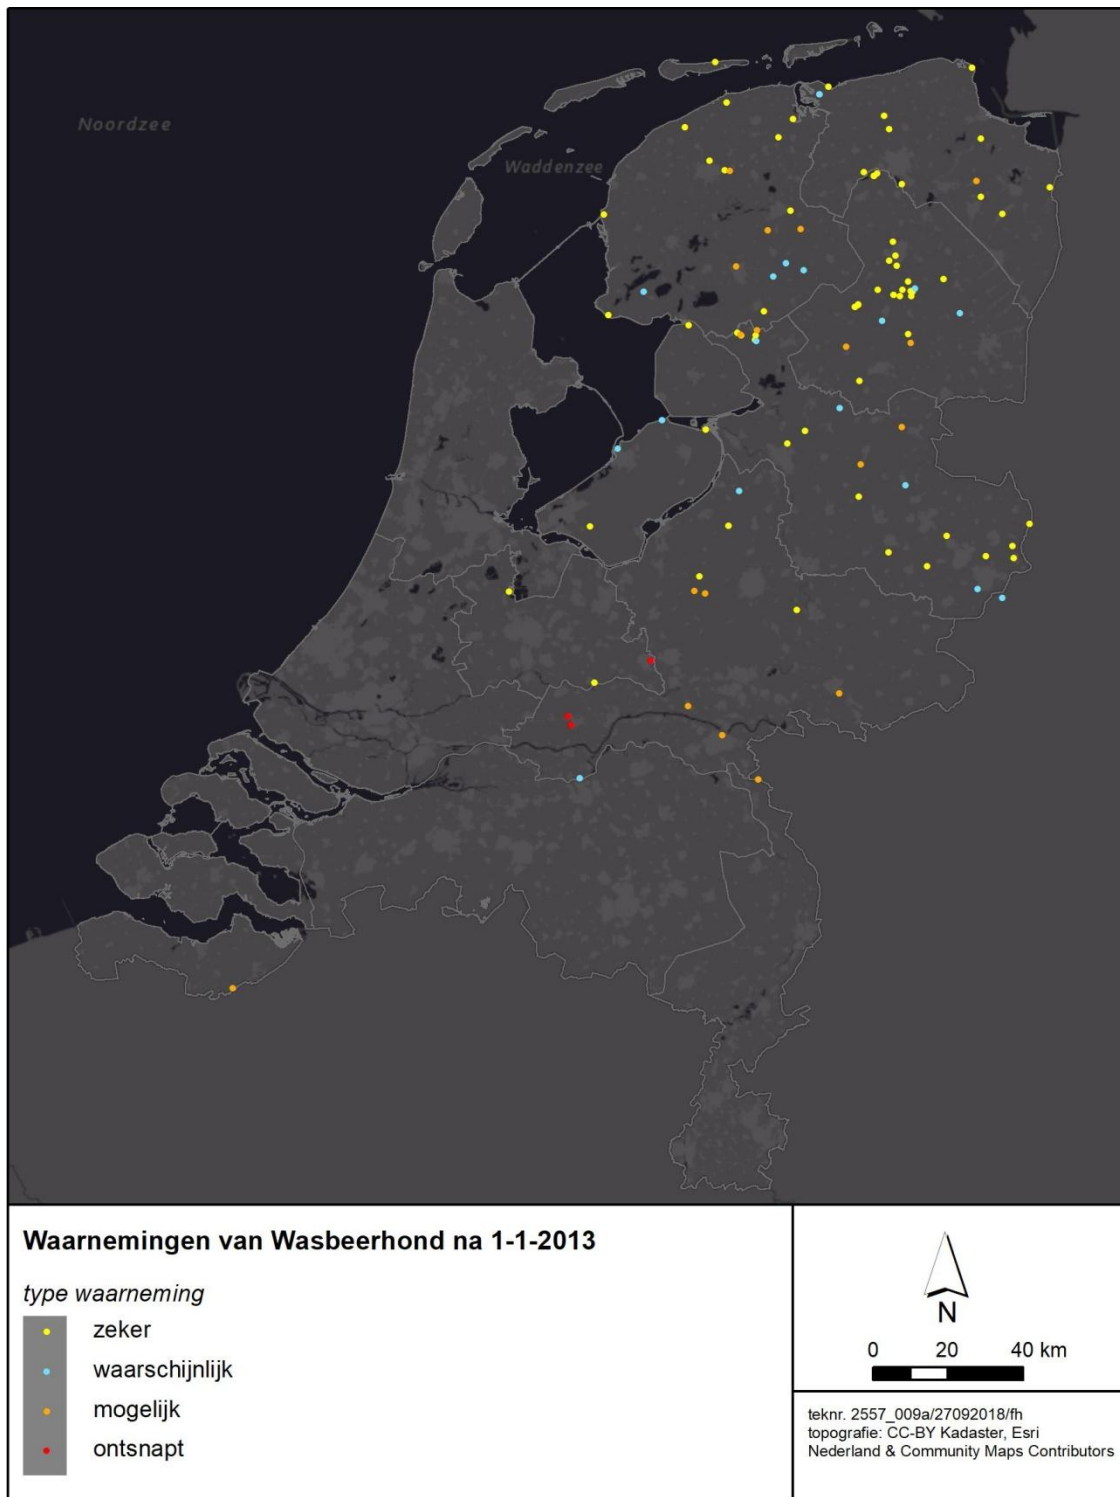 Noordzee
Waddenzee
Waarnemingen van Wasbeerhond na 1-1-2013
type waarneming
zeker
waarschijnlijk
mogelijk
ontsnapt
N
0 20 40 km
teknr. 2557_009a/27092018/fh
topografie: CC-BY Kadaster, Esri
Nederland & Community Maps Contributors